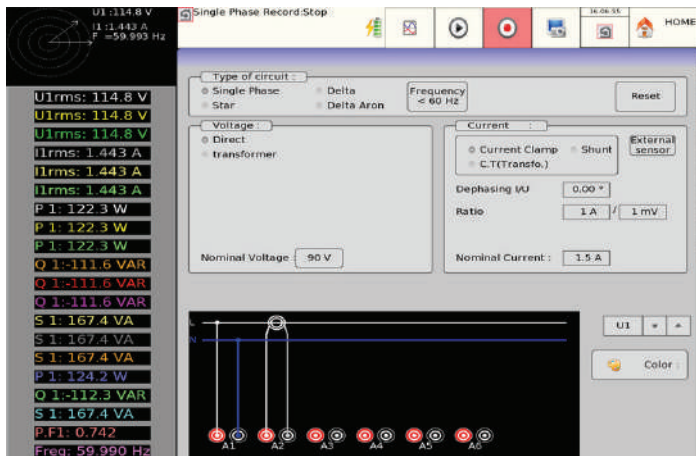 U1 :114.8 V
I1 :1.443 A
F =59.993 Hz
Single Phase Record:Stop
16:06:55
HOME
U1rms: 114.8 V
U1rms: 114.8 V
U1rms: 114.8 V
I1rms: 1.443 A
I1rms: 1.443 A
I1rms: 1.443 A
P 1: 122.3 W
P 1: 122.3 W
P 1: 122.3 W
Q 1:-111.6 VAR
Q 1:-111.6 VAR
Q 1:-111.6 VAR
S 1: 167.4 VA
S 1: 167.4 VA
S 1: 167.4 VA
P 1: 124.2 W
Q 1:-112.3 VAR
S 1: 167.4 VA
P.F1: 0.742
Freq: 59.990 Hz
Type of circuit :
Single Phase
Delta
Star
Delta Aron
Frequency
< 60 Hz
Reset
Voltage :
Direct
transformer
Nominal Voltage :
90 V
Current :
Current Clamp
Shunt
C.T(Transfo.)
External
sensor
Dephasing I/U
0.00 °
Ratio
1 A / 1 mV
Nominal Current :
1.5 A
L
N
A1 A2 A3 A4 A5 A6
U1
Color :